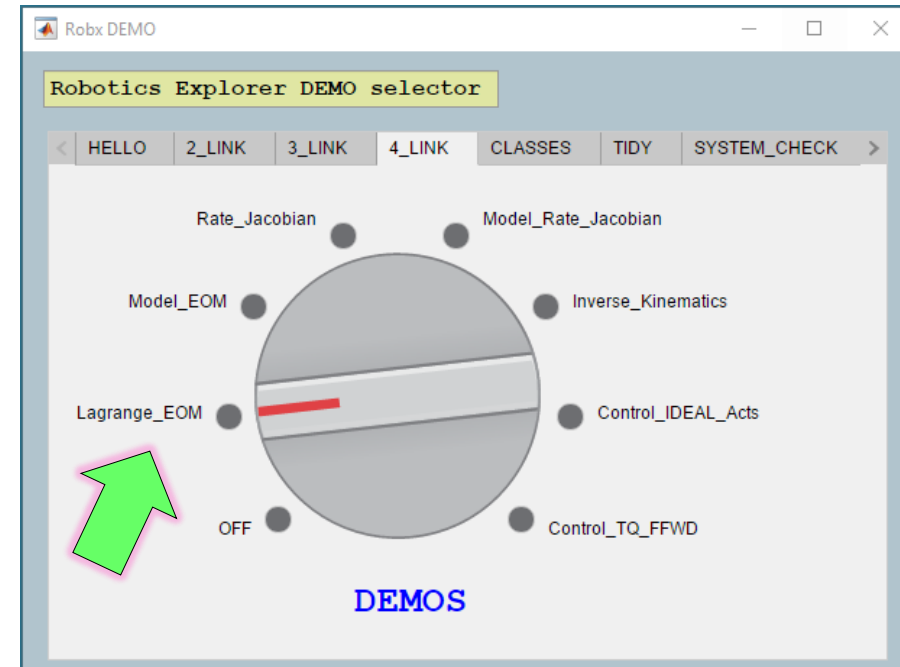 Robx DEMO
Robotics Explorer DEMO selector
HELLO 2_LINK 3_LINK 4_LINK CLASSES TIDY SYSTEM_CHECK
Rate_Jacobian Model_Rate_Jacobian
Model_EOM Inverse_Kinematics
Lagrange_EOM Control_IDEAL_Acts
OFF Control_TQ_FFWD
DEMOS